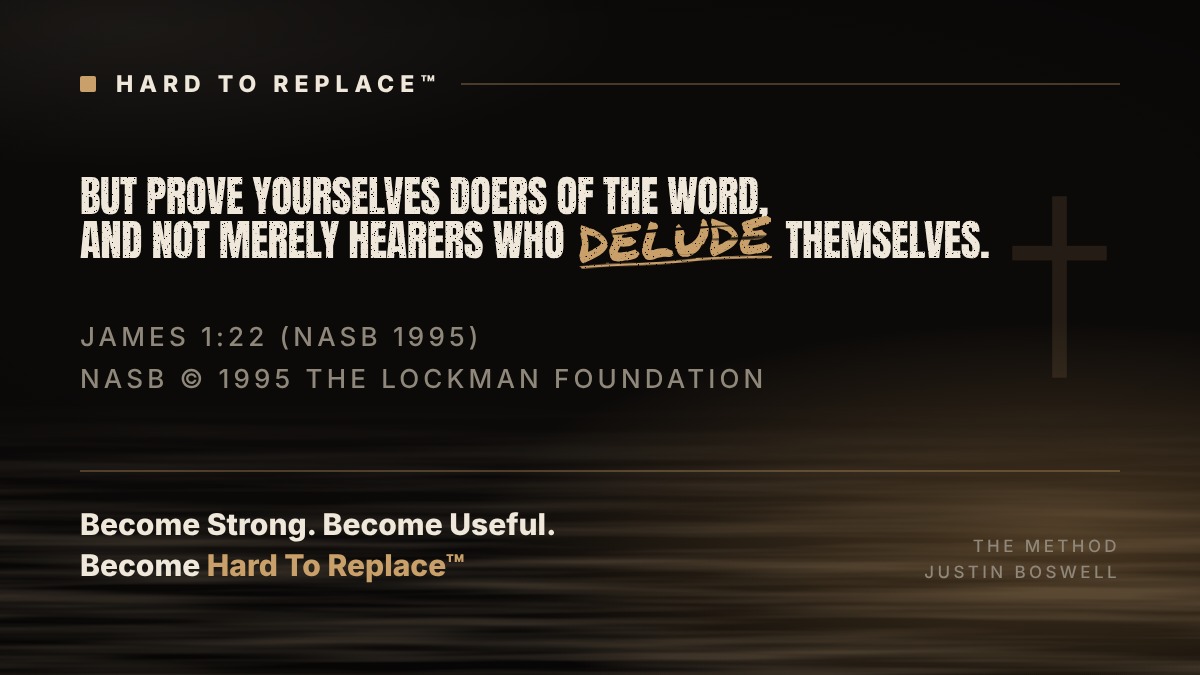 HARD TO REPLACE™
BUT PROVE YOURSELVES DOERS OF THE WORD,
AND NOT MERELY HEARERS WHO DELUDE THEMSELVES.
JAMES 1:22 (NASB 1995)
NASB © 1995 THE LOCKMAN FOUNDATION
Become Strong. Become Useful.
Become Hard To Replace™
THE METHOD
JUSTIN BOSWELL